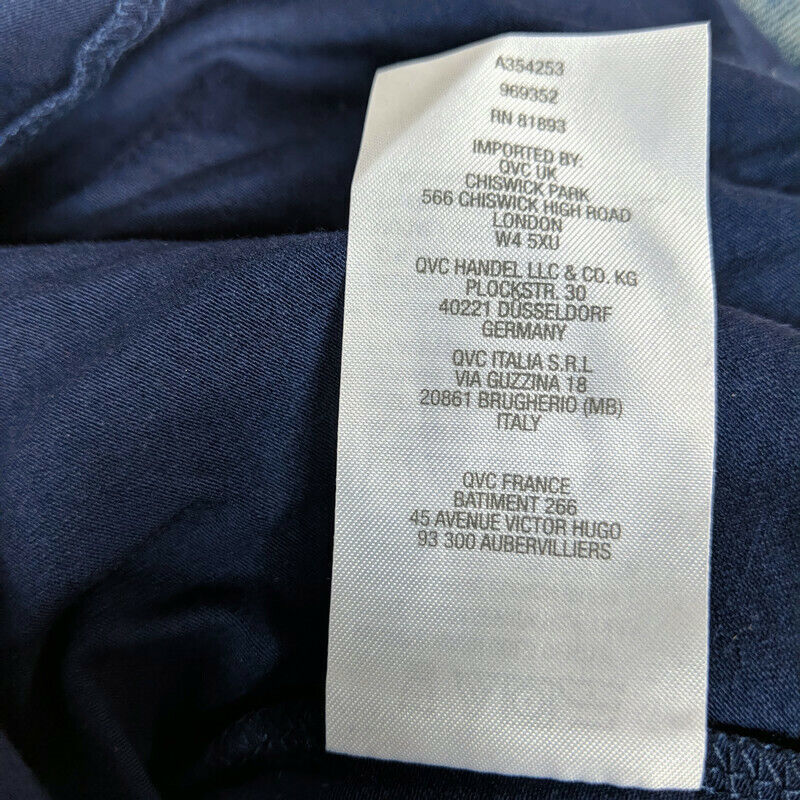 A354253
969352
RN 81893
IMPORTED BY:
QVC UK
CHISWICK PARK
566 CHISWICK HIGH ROAD
LONDON
W4 5XU
QVC HANDEL LLC & CO. KG
PLOCKSTR. 30
40221 DÜSSELDORF
GERMANY
QVC ITALIA S.R.L
VIA GUZZINA 18
20861 BRUGHERIO (MB)
ITALY
QVC FRANCE
BATIMENT 266
45 AVENUE VICTOR HUGO
93 300 AUBERVILLIERS